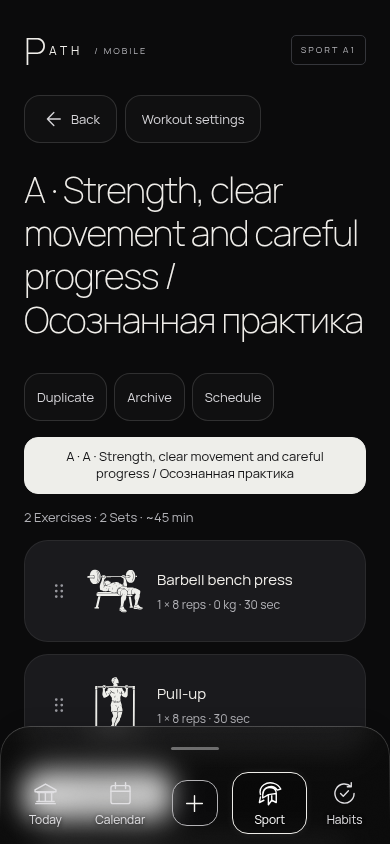 PATH / MOBILE
SPORT A1
Back
Workout settings
A · Strength, clear
movement and careful
progress /
Осознанная практика
Duplicate
Archive
Schedule
A · A · Strength, clear movement and careful
progress / Осознанная практика
2 Exercises · 2 Sets · ~45 min
Barbell bench press
1 × 8 reps · 0 kg · 30 sec
Pull-up
1 × 8 reps · 30 sec
Today
Calendar
Sport
Habits